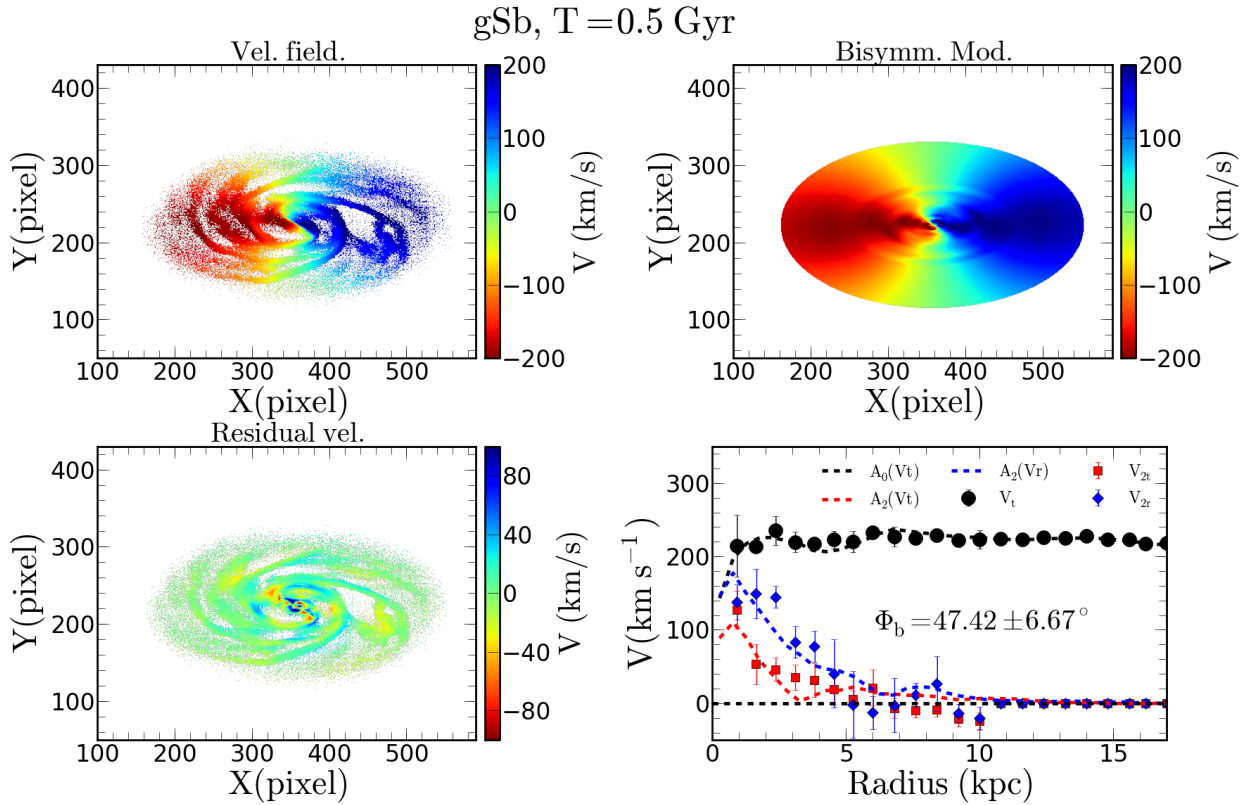 gSb, T = 0.5 Gyr
Vel. field.
400
300
200
100
Y(pixel)
100 200 300 400 500
X(pixel)
200
100
0
−100
−200
V (km/s)
Bisymm. Mod.
400
300
200
100
Y(pixel)
100 200 300 400 500
X(pixel)
200
100
0
−100
−200
V (km/s)
Residual vel.
400
300
200
100
Y(pixel)
100 200 300 400 500
X(pixel)
80
40
0
−40
−80
V (km/s)
300
200
100
0
V(km s⁻¹)
A₀(Vt) A₂(Vr) V₂ₜ
A₂(Vt) Vₜ V₂ᵣ
Φ_b = 47.42 ± 6.67°
0 5 10 15
Radius (kpc)